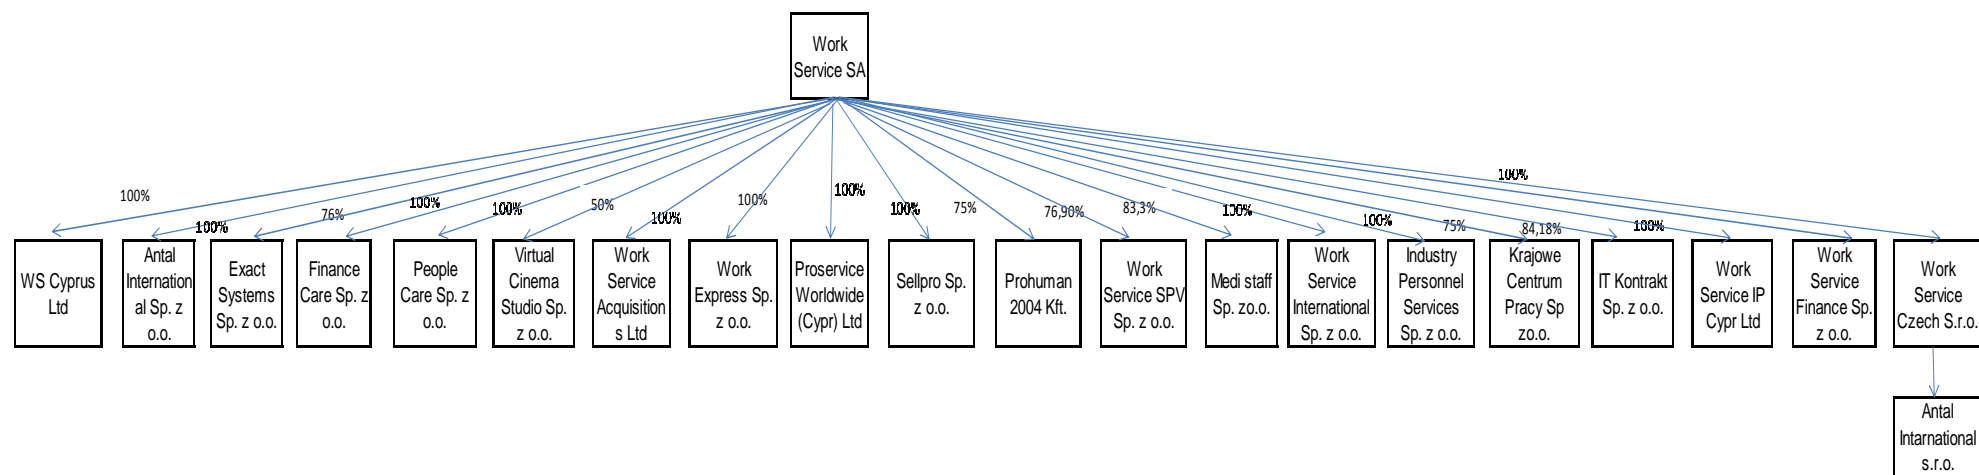 Work
Service SA
100%
100%
76%
100%
100%
50%
100%
100%
100%
100%
75%
76,90%
83,3%
100%
100%
75%
84,18%
100%
100%
WS Cyprus
Ltd
Antal
Internation
al Sp. z
o.o.
Exact
Systems
Sp. z o.o.
Finance
Care Sp. z
o.o.
People
Care Sp. z
o.o.
Virtual
Cinema
Studio Sp.
z o.o.
Work
Service
Acquisition
s Ltd
Work
Express Sp.
z o.o.
Proservice
Worldwide
(Cypr) Ltd
Sellpro Sp.
z o.o.
Prohuman
2004 Kft.
Work
Service SPV
Sp. z o.o.
Medi staff
Sp. zo.o.
Work
Service
International
Sp. z o.o.
Industry
Personnel
Services
Sp. z o.o.
Krajowe
Centrum
Pracy Sp
zo.o.
IT Kontrakt
Sp. z o.o.
Work
Service IP
Cypr Ltd
Work
Service
Finance Sp.
z o.o.
Work
Service
Czech S.r.o.
Antal
Intarnational
s.r.o.